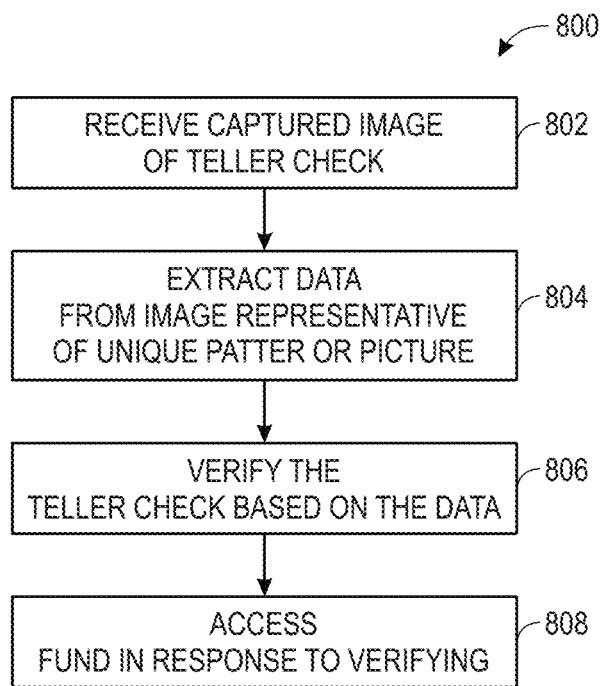 800
RECEIVE CAPTURED IMAGE
OF TELLER CHECK
802
EXTRACT DATA
FROM IMAGE REPRESENTATIVE
OF UNIQUE PATTER OR PICTURE
804
VERIFY THE
TELLER CHECK BASED ON THE DATA
806
ACCESS
FUND IN RESPONSE TO VERIFYING
808